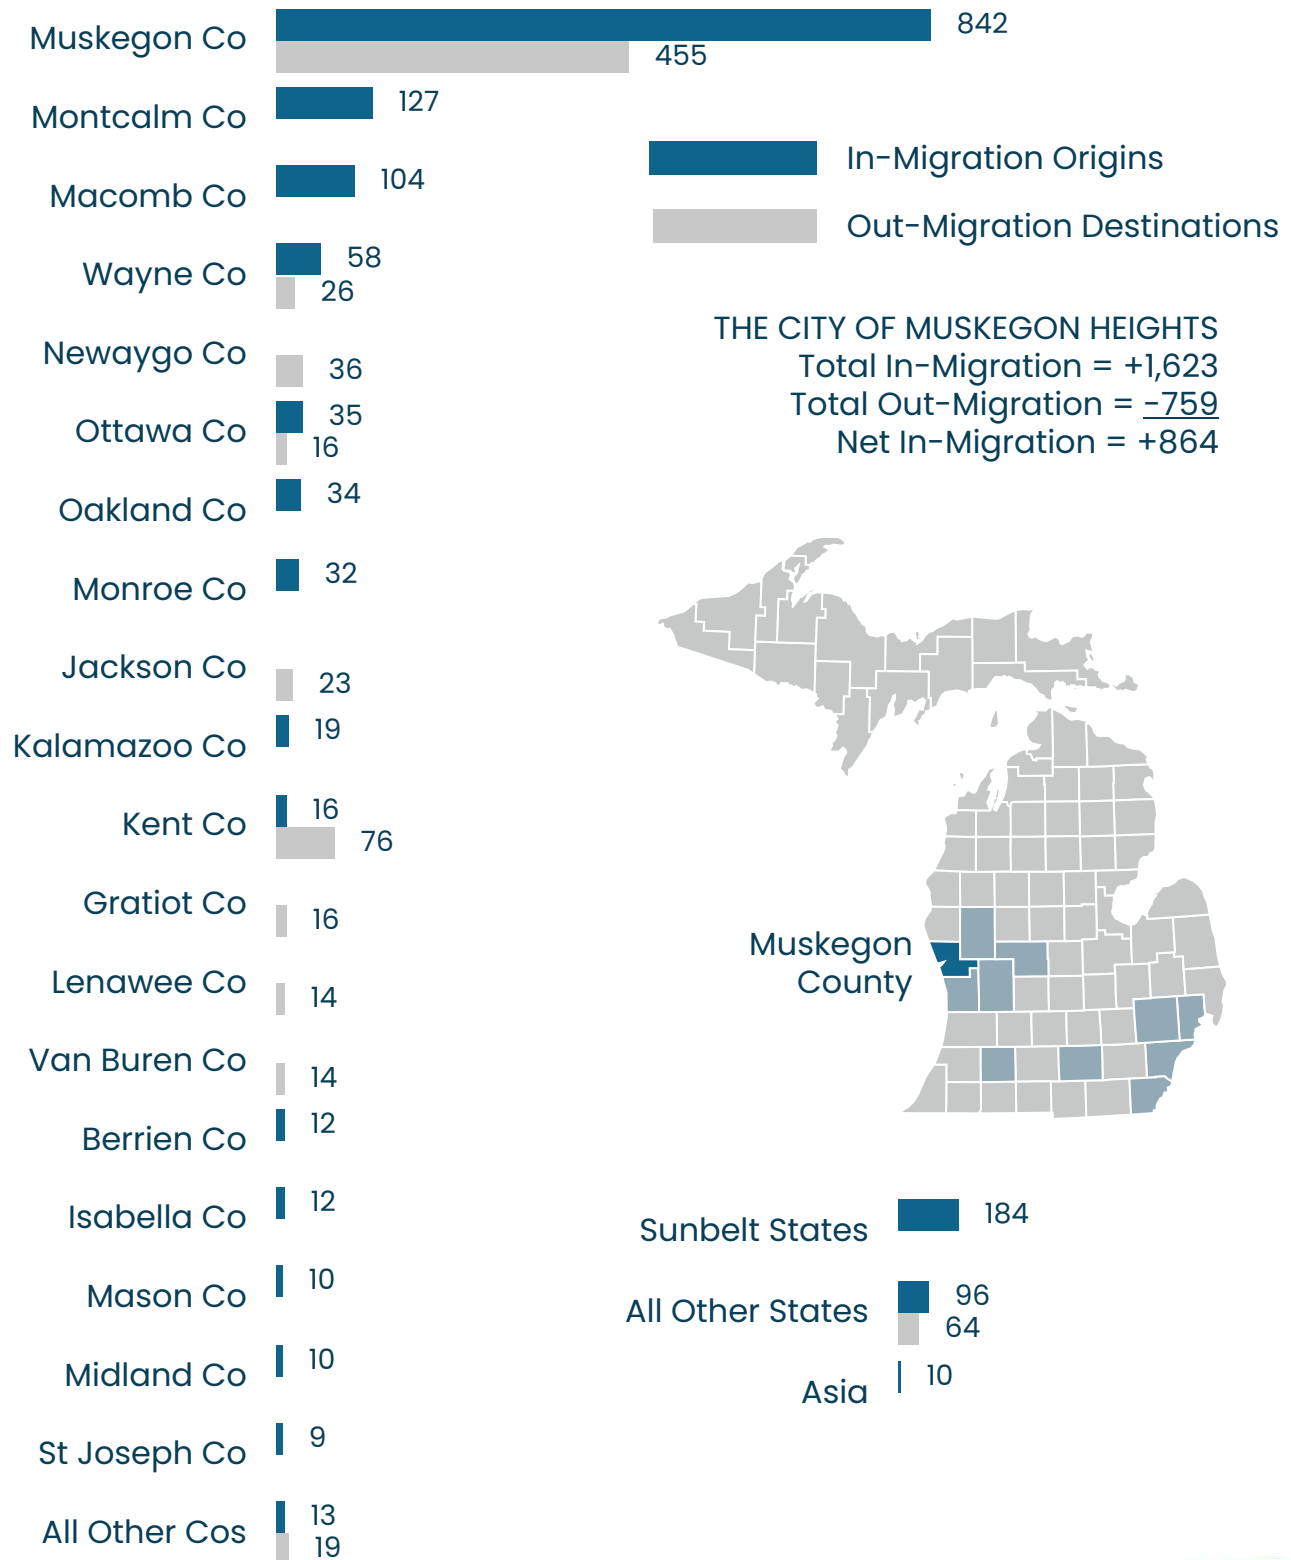 Muskegon Co
842
455
Montcalm Co
127
Macomb Co
104
Wayne Co
58
26
Newaygo Co
36
Ottawa Co
35
16
Oakland Co
34
Monroe Co
32
Jackson Co
23
Kalamazoo Co
19
Kent Co
16
76
Gratiot Co
16
Lenawee Co
14
Van Buren Co
14
Berrien Co
12
Isabella Co
12
Mason Co
10
Midland Co
10
St Joseph Co
9
All Other Cos
13
19
In-Migration Origins
Out-Migration Destinations
THE CITY OF MUSKEGON HEIGHTS
Total In-Migration = +1,623
Total Out-Migration = -759
Net In-Migration = +864
Muskegon
County
Sunbelt States
184
All Other States
96
64
Asia
10